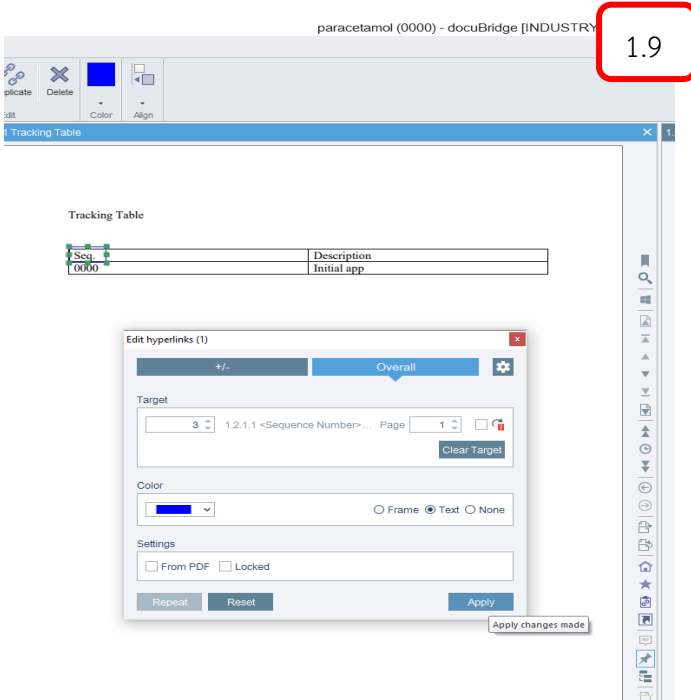 paracetamol (0000) - docuBridge [INDUSTRY
1.9
plicate
Delete
Edit
Color
Align
1 Tracking Table
1.
Tracking Table
Seq.
Description
0000
Initial app
Edit hyperlinks (1)
x
+/-
Overall
Target
3
1.2.1.1 <Sequence Number>...
Page
1
Clear Target
Color
Frame
Text
None
Settings
From PDF
Locked
Repeat
Reset
Apply
Apply changes made